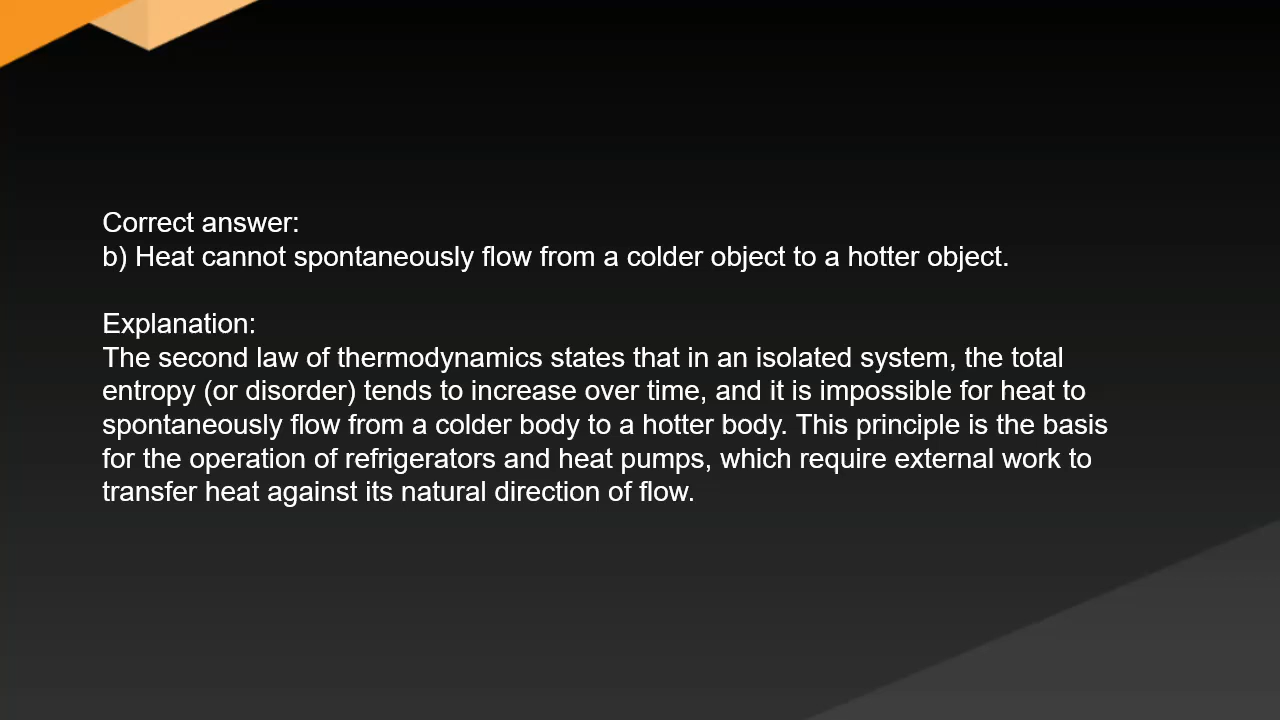 Correct answer:
b) Heat cannot spontaneously flow from a colder object to a hotter object.
Explanation:
The second law of thermodynamics states that in an isolated system, the total
entropy (or disorder) tends to increase over time, and it is impossible for heat to
spontaneously flow from a colder body to a hotter body. This principle is the basis
for the operation of refrigerators and heat pumps, which require external work to
transfer heat against its natural direction of flow.